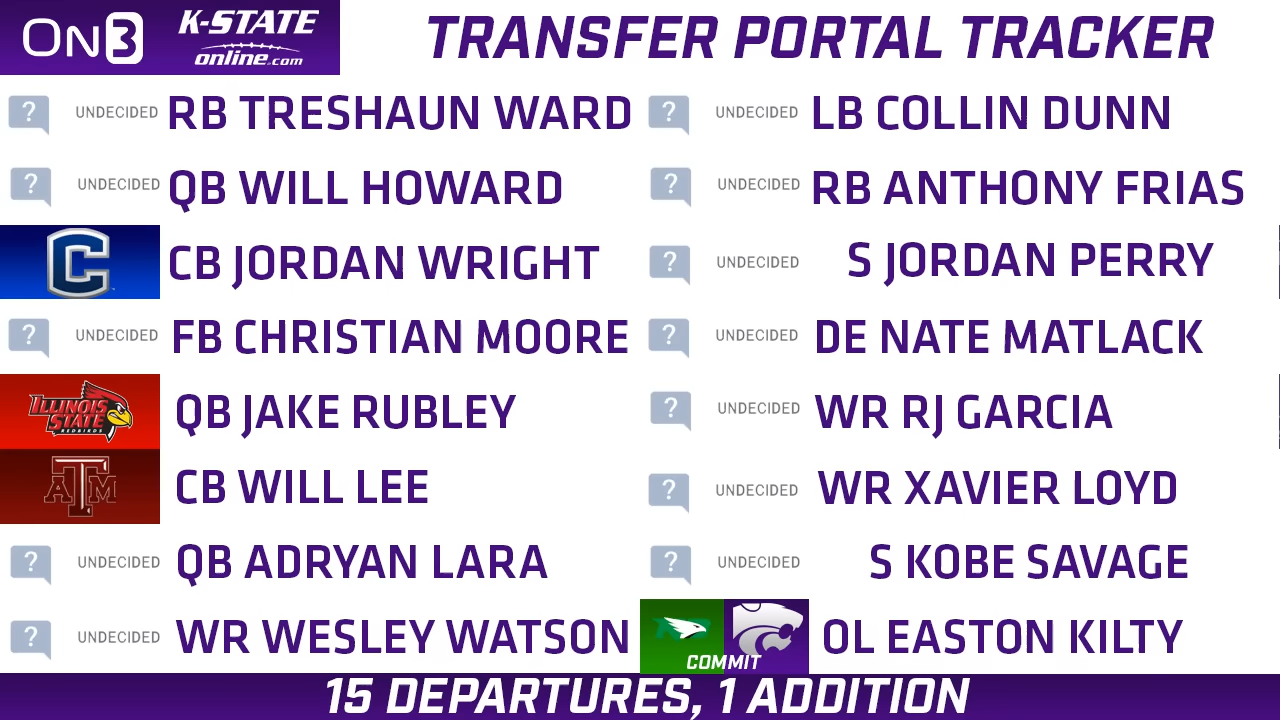 ON3
K-STATE
online.com
TRANSFER PORTAL TRACKER
? UNDECIDED RB TRESHAUN WARD
? UNDECIDED QB WILL HOWARD
C CB JORDAN WRIGHT
? UNDECIDED FB CHRISTIAN MOORE
ILLINOIS
STATE
REDBIRDS
QB JAKE RUBLEY
ATM CB WILL LEE
? UNDECIDED QB ADRYAN LARA
? UNDECIDED WR WESLEY WATSON
? UNDECIDED LB COLLIN DUNN
? UNDECIDED RB ANTHONY FRIAS
? UNDECIDED S JORDAN PERRY
? UNDECIDED DE NATE MATLACK
? UNDECIDED WR RJ GARCIA
? UNDECIDED WR XAVIER LOYD
? UNDECIDED S KOBE SAVAGE
COMMIT OL EASTON KILTY
15 DEPARTURES, 1 ADDITION